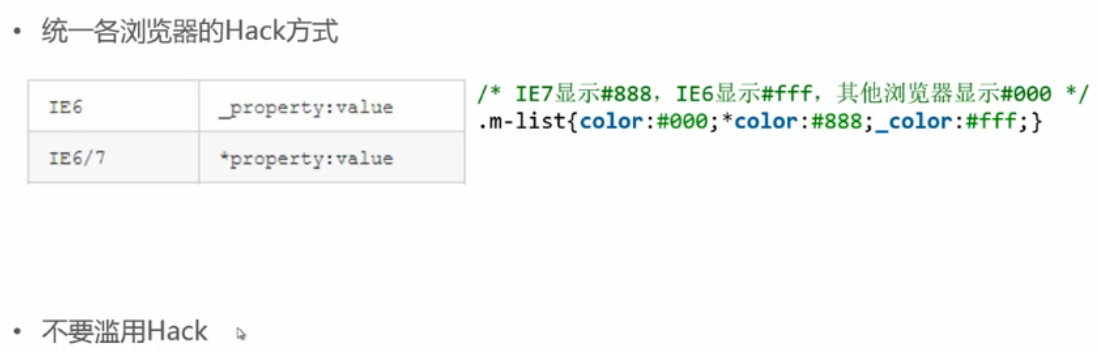 • 统一各浏览器的Hack方式
IE6 _property:value
IE6/7 *property:value
/* IE7显示#888，IE6显示#fff，其他浏览器显示#000 */
.m-list{color:#000;*color:#888;_color:#fff;}
• 不要滥用Hack